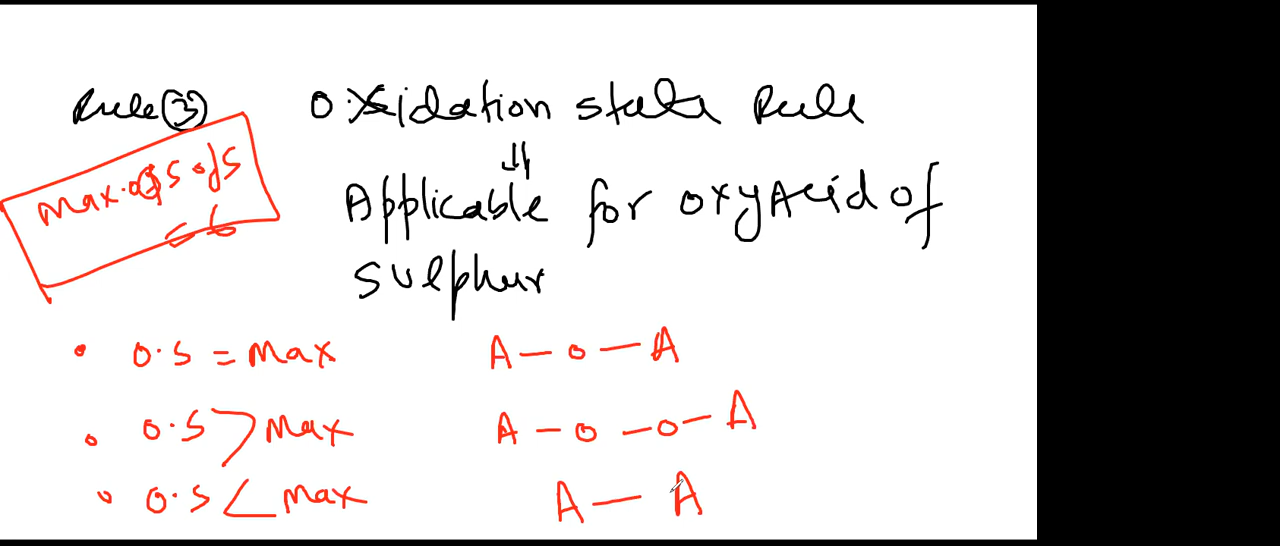 Rule (3) Oxidation state Rule
max. O.S of S
= 6
Applicable for oxyAcid of
sulphur
• O.S = Max A – O – A
• O.S > Max A – O – O – A
• O.S < Max A – A